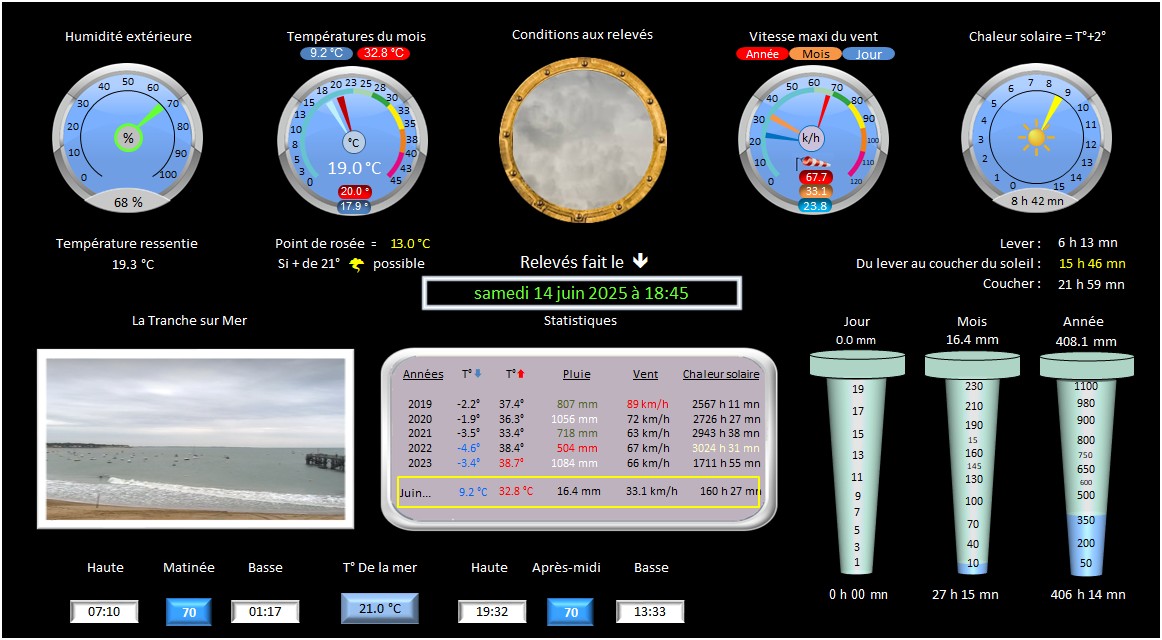 Humidité extérieure
0 10 20 30 40 50 60 70 80 90 100
%
68 %
Températures du mois
9.2 °C 32.8 °C
0 3 5 8 10 13 15 18 20 23 25 28 30 33 35 38 40 43 45
°C
19.0 °C
20.0 °
17.9 °
Conditions aux relevés
Vitesse maxi du vent
Année Mois Jour
0 10 20 30 40 50 60 70 80 90 100 110 120
k/h
67.7
33.1
23.8
Chaleur solaire = T°+2°
0 1 2 3 4 5 6 7 8 9 10 11 12 13 14 15
8 h 42 mn
Température ressentie
19.3 °C
Point de rosée = 13.0 °C
Si + de 21° possible
Relevés fait le
samedi 14 juin 2025 à 18:45
Lever : 6 h 13 mn
Du lever au coucher du soleil : 15 h 46 mn
Coucher : 21 h 59 mn
La Tranche sur Mer
Statistiques
Années T° T° Pluie Vent Chaleur solaire
2019 -2.2° 37.4° 807 mm 89 km/h 2567 h 11 mn
2020 -1.9° 36.3° 1056 mm 72 km/h 2726 h 27 mn
2021 -3.5° 33.4° 718 mm 63 km/h 2943 h 38 mn
2022 -4.6° 38.4° 504 mm 67 km/h 3024 h 31 mn
2023 -3.4° 38.7° 1084 mm 66 km/h 1711 h 55 mn
Juin... 9.2 °C 32.8 °C 16.4 mm 33.1 km/h 160 h 27 mn
Jour
0.0 mm
19
17
15
13
11
9
7
5
3
1
0 h 00 mn
Mois
16.4 mm
230
210
190
15
160
145
130
100
70
40
10
27 h 15 mn
Année
408.1 mm
1100
980
900
800
750
650
600
500
350
200
50
406 h 14 mn
Haute Matinée Basse
07:10 70 01:17
T° De la mer
21.0 °C
Haute Après-midi Basse
19:32 70 13:33